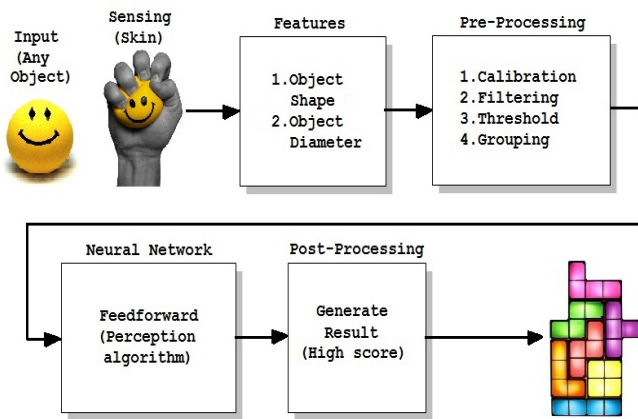 Input
(Any
Object)
Sensing
(Skin)
Features
1.Object
Shape
2.Object
Diameter
Pre-Processing
1.Calibration
2.Filtering
3.Threshold
4.Grouping
Neural Network
Feedforward
(Perception
algorithm)
Post-Processing
Generate
Result
(High score)